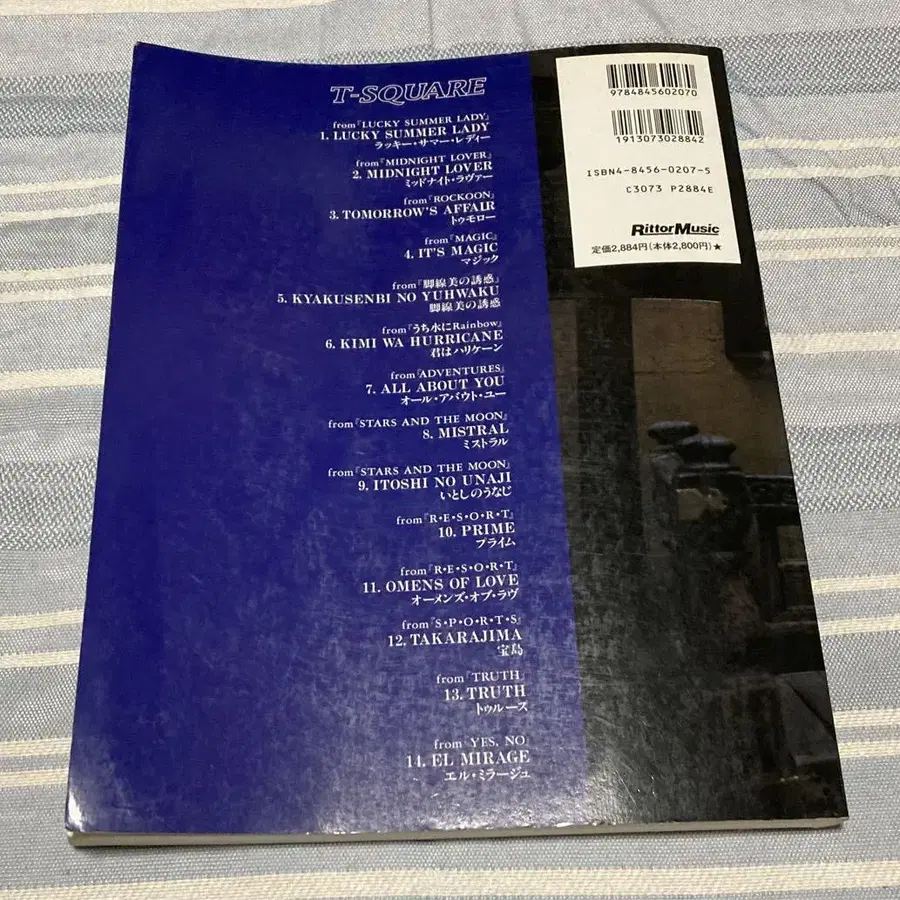 T-SQUARE
from『LUCKY SUMMER LADY』
1. LUCKY SUMMER LADY
ラッキー・サマー・レディー
from『MIDNIGHT LOVER』
2. MIDNIGHT LOVER
ミッドナイト・ラヴァー
from『ROCKOON』
3. TOMORROW'S AFFAIR
トゥモロー
from『MAGIC』
4. IT'S MAGIC
マジック
from『脚線美の誘惑』
5. KYAKUSENBI NO YUHWAKU
脚線美の誘惑
from『うち水にRainbow』
6. KIMI WA HURRICANE
君はハリケーン
from『ADVENTURES』
7. ALL ABOUT YOU
オール・アバウト・ユー
from『STARS AND THE MOON』
8. MISTRAL
ミストラル
from『STARS AND THE MOON』
9. ITOSHI NO UNAJI
いとしのうなじ
from『R・E・S・O・R・T』
10. PRIME
プライム
from『R・E・S・O・R・T』
11. OMENS OF LOVE
オーメンズ・オブ・ラヴ
from『S・P・O・R・T・S』
12. TAKARAJIMA
宝島
from『TRUTH』
13. TRUTH
トゥルース
from『YES, NO』
14. EL MIRAGE
エル・ミラージュ
9784845602070
1913073028842
ISBN4-8456-0207-5
C3073 P2884E
RittorMusic
定価2,884円(本体2,800円)★